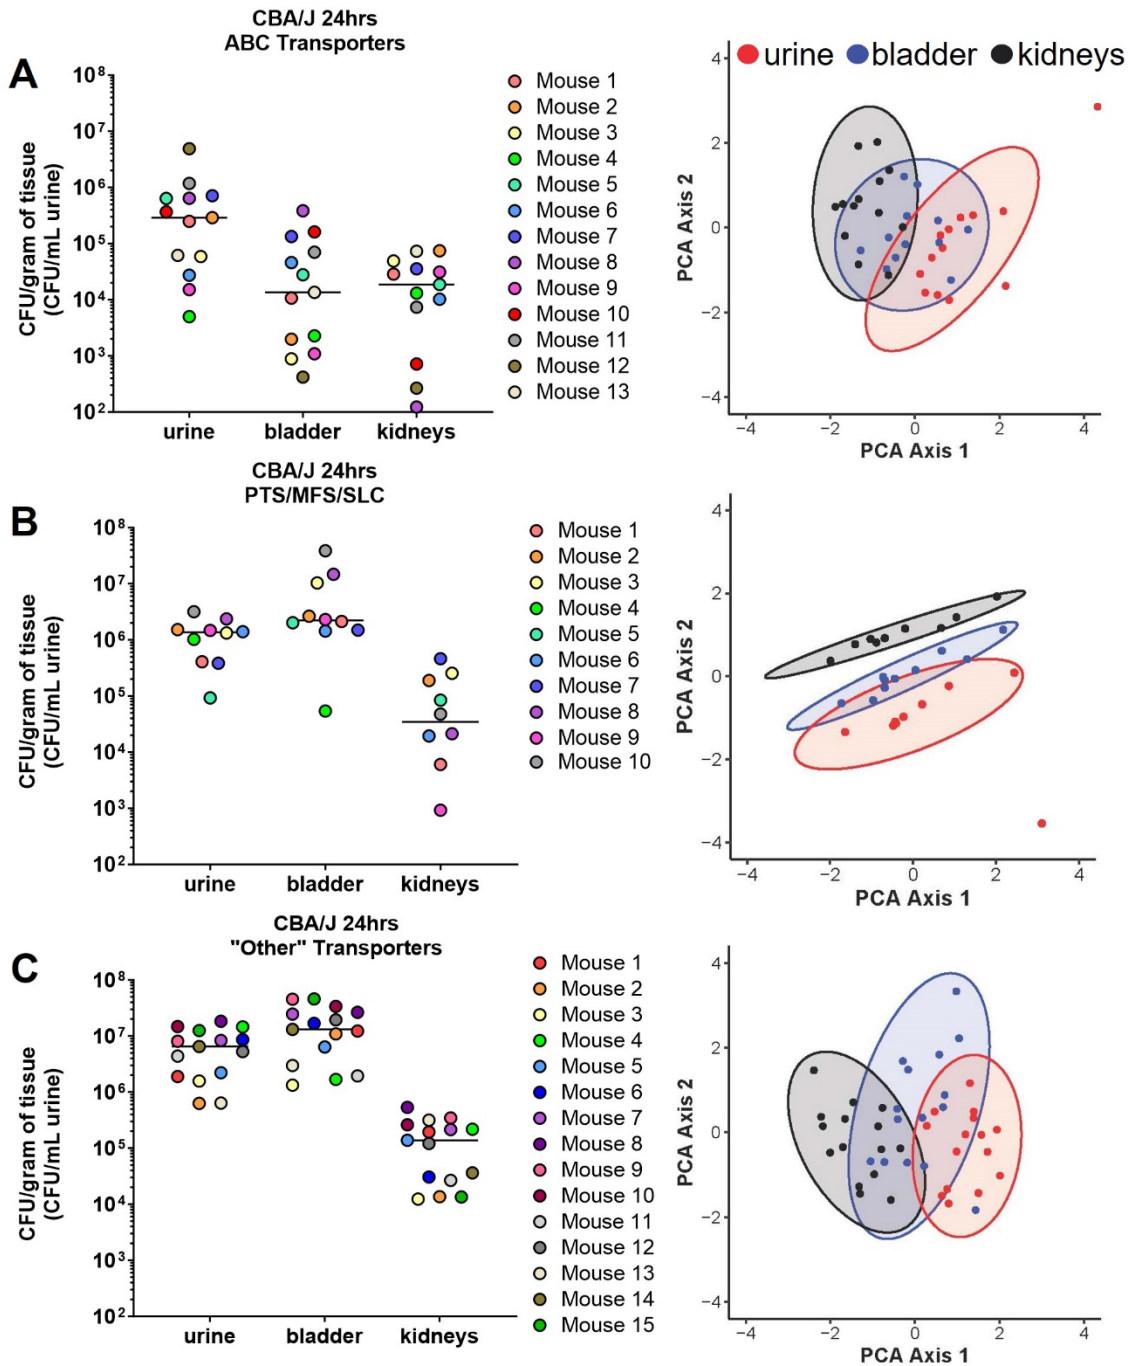 CBA/J 24hrs
ABC Transporters
A
CFU/gram of tissue
(CFU/mL urine)
10⁸
10⁷
10⁶
10⁵
10⁴
10³
10²
urine
bladder
kidneys
Mouse 1
Mouse 2
Mouse 3
Mouse 4
Mouse 5
Mouse 6
Mouse 7
Mouse 8
Mouse 9
Mouse 10
Mouse 11
Mouse 12
Mouse 13
urine bladder kidneys
PCA Axis 2
4
2
0
−2
−4
−4 −2 0 2 4
PCA Axis 1
CBA/J 24hrs
PTS/MFS/SLC
B
CFU/gram of tissue
(CFU/mL urine)
10⁸
10⁷
10⁶
10⁵
10⁴
10³
10²
urine
bladder
kidneys
Mouse 1
Mouse 2
Mouse 3
Mouse 4
Mouse 5
Mouse 6
Mouse 7
Mouse 8
Mouse 9
Mouse 10
PCA Axis 2
4
2
0
−2
−4
−4 −2 0 2 4
PCA Axis 1
CBA/J 24hrs
"Other" Transporters
C
CFU/gram of tissue
(CFU/mL urine)
10⁸
10⁷
10⁶
10⁵
10⁴
10³
10²
urine
bladder
kidneys
Mouse 1
Mouse 2
Mouse 3
Mouse 4
Mouse 5
Mouse 6
Mouse 7
Mouse 8
Mouse 9
Mouse 10
Mouse 11
Mouse 12
Mouse 13
Mouse 14
Mouse 15
PCA Axis 2
4
2
0
−2
−4
−4 −2 0 2 4
PCA Axis 1